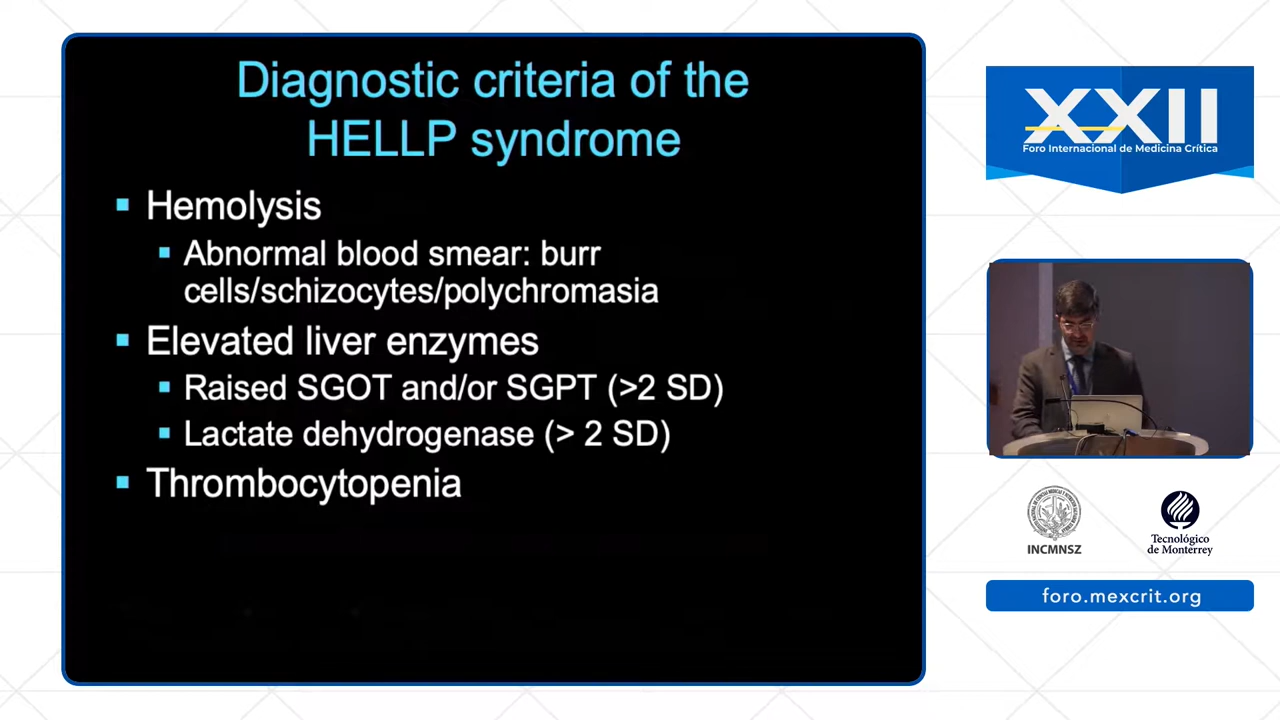 Diagnostic criteria of the
HELLP syndrome
Hemolysis
Abnormal blood smear: burr
cells/schizocytes/polychromasia
Elevated liver enzymes
Raised SGOT and/or SGPT (>2 SD)
Lactate dehydrogenase (> 2 SD)
Thrombocytopenia
XXII
Foro Internacional de Medicina Crítica
INCMNSZ
Tecnológico
de Monterrey
foro.mexcrit.org